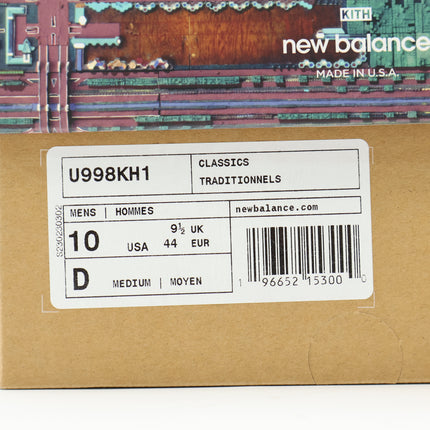 KITH
new balance
MADE IN U.S.A.
U998KH1
CLASSICS
TRADITIONNELS
MENS | HOMMES
newbalance.com
10 USA 9½ UK
44 EUR
D MEDIUM | MOYEN
1 96652 15300 0
S230230302